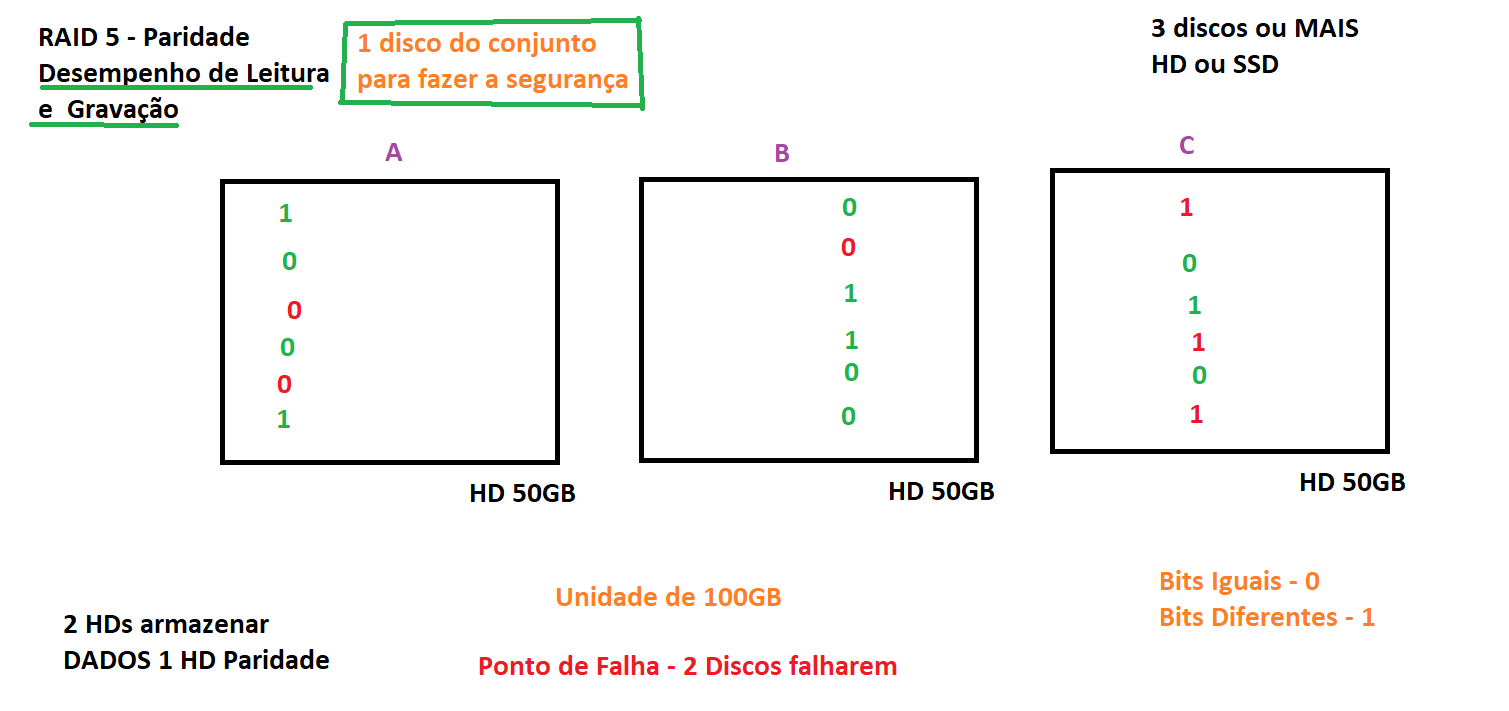 RAID 5 - Paridade
Desempenho de Leitura
e Gravação
1 disco do conjunto
para fazer a segurança
3 discos ou MAIS
HD ou SSD
A
B
C
1 0 1
0 0 0
0 1 1
0 1 1
0 0 0
1 0 1
HD 50GB
HD 50GB
HD 50GB
2 HDs armazenar
DADOS 1 HD Paridade
Unidade de 100GB
Ponto de Falha - 2 Discos falharem
Bits Iguais - 0
Bits Diferentes - 1